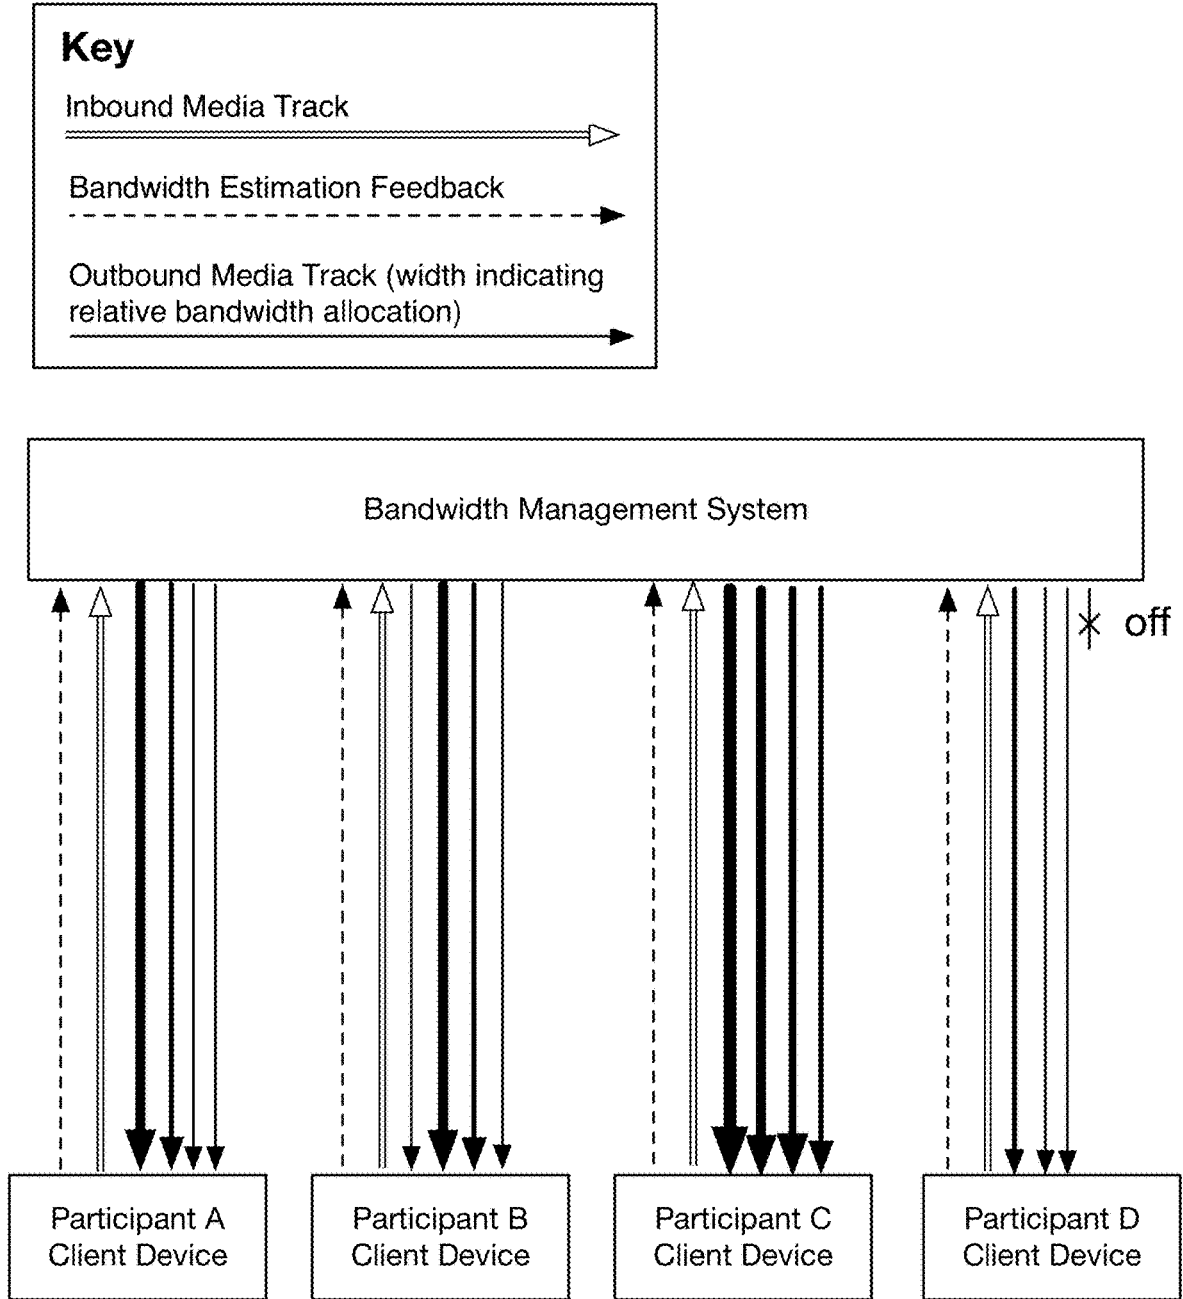 Key
Inbound Media Track
Bandwidth Estimation Feedback
Outbound Media Track (width indicating
relative bandwidth allocation)
Bandwidth Management System
off
Participant A
Client Device
Participant B
Client Device
Participant C
Client Device
Participant D
Client Device